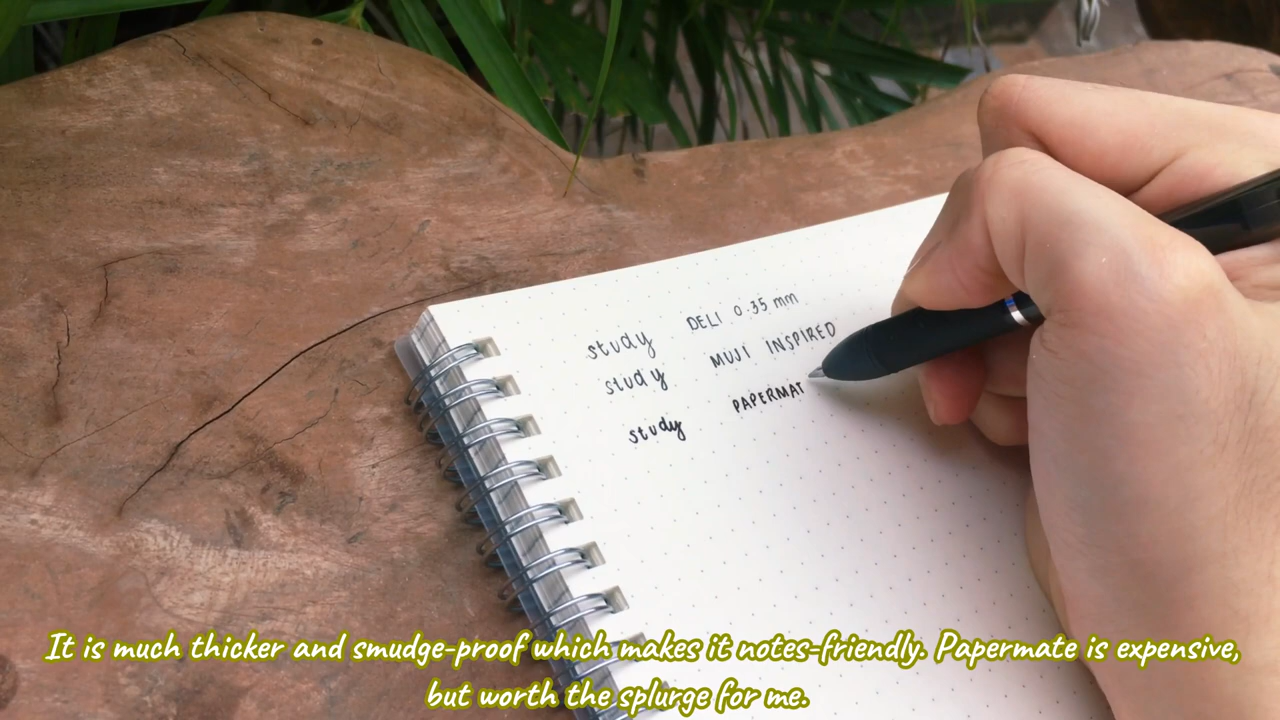 study DELI 0.35 mm
study MUJI INSPIRED
study PAPERMAT
It is much thicker and smudge-proof which makes it notes-friendly. Papermate is expensive,
but worth the splurge for me.